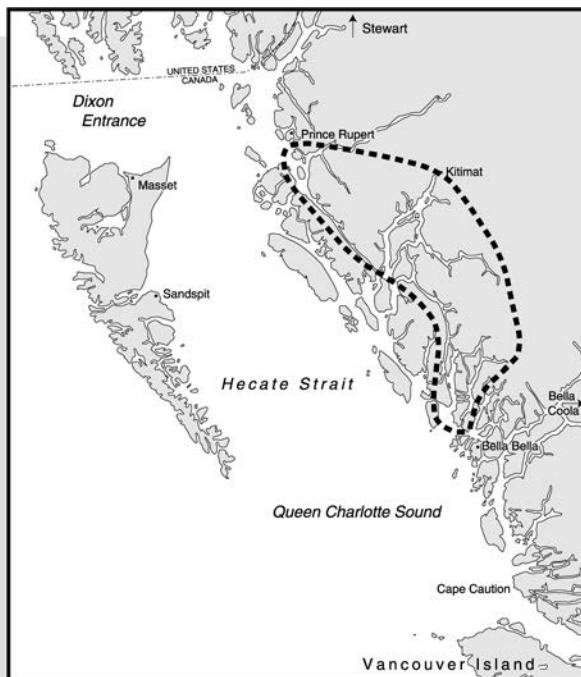 Stewart
UNITED STATES
CANADA
Dixon
Entrance
Prince Rupert
Kitimat
Masset
Sandspit
Hecate Strait
Bella
Coola
Bella Bella
Queen Charlotte Sound
Cape Caution
Vancouver Island